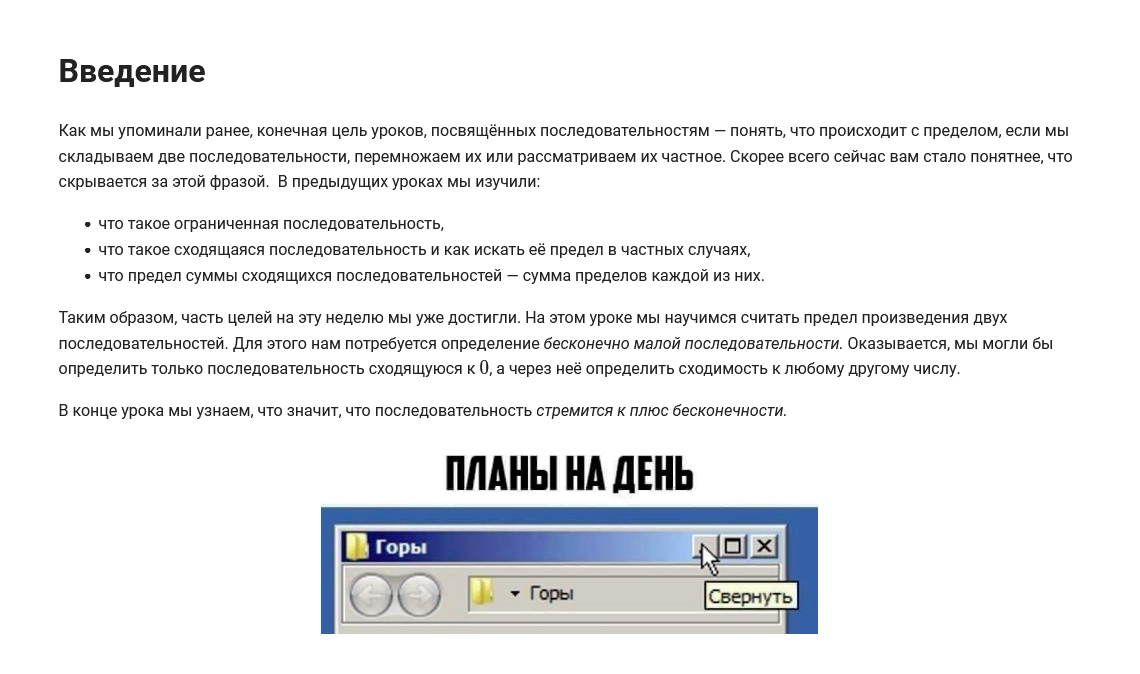 Введение
Как мы упоминали ранее, конечная цель уроков, посвящённых последовательностям — понять, что происходит с пределом, если мы
складываем две последовательности, перемножаем их или рассматриваем их частное. Скорее всего сейчас вам стало понятнее, что
скрывается за этой фразой. В предыдущих уроках мы изучили:
• что такое ограниченная последовательность,
• что такое сходящаяся последовательность и как искать её предел в частных случаях,
• что предел суммы сходящихся последовательностей — сумма пределов каждой из них.
Таким образом, часть целей на эту неделю мы уже достигли. На этом уроке мы научимся считать предел произведения двух
последовательностей. Для этого нам потребуется определение бесконечно малой последовательности. Оказывается, мы могли бы
определить только последовательность сходящуюся к 0, а через неё определить сходимость к любому другому числу.
В конце урока мы узнаем, что значит, что последовательность стремится к плюс бесконечности.
ПЛАНЫ НА ДЕНЬ
Горы
Горы
Свернуть